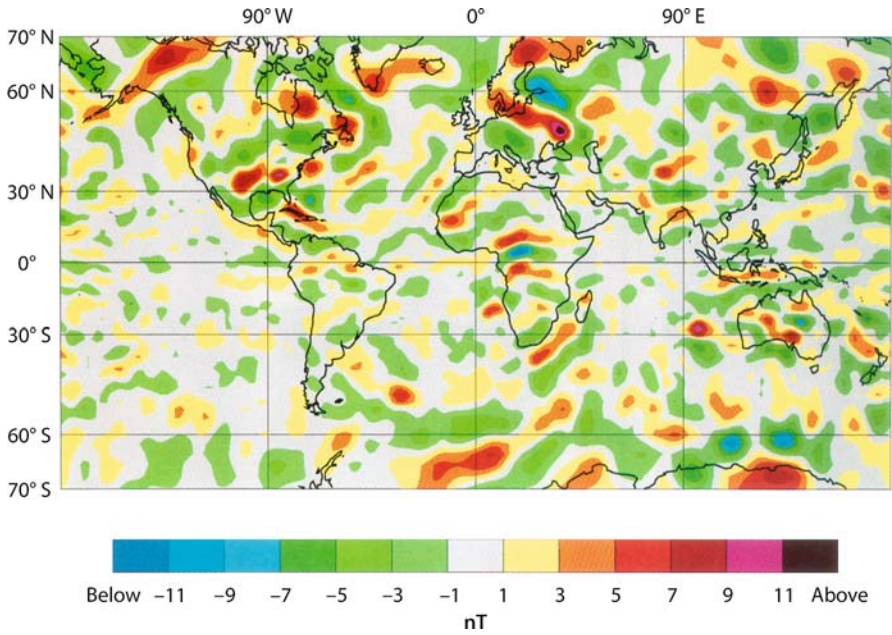 90° W 0° 90° E
70° N
60° N
30° N
0°
30° S
60° S
70° S
Below –11 –9 –7 –5 –3 –1 1 3 5 7 9 11 Above
nT